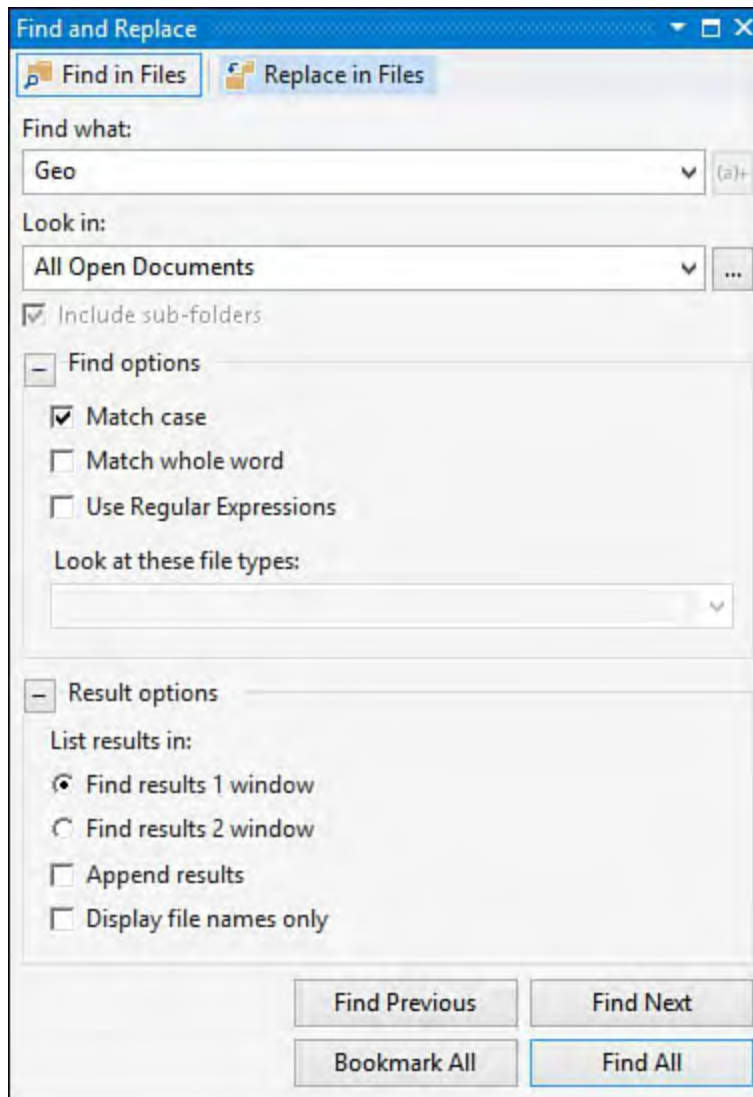 Find and Replace
Find in Files Replace in Files
Find what:
Geo
(a)+
Look in:
All Open Documents
...
Include sub-folders
Find options
Match case
Match whole word
Use Regular Expressions
Look at these file types:
Result options
List results in:
Find results 1 window
Find results 2 window
Append results
Display file names only
Find Previous Find Next
Bookmark All Find All